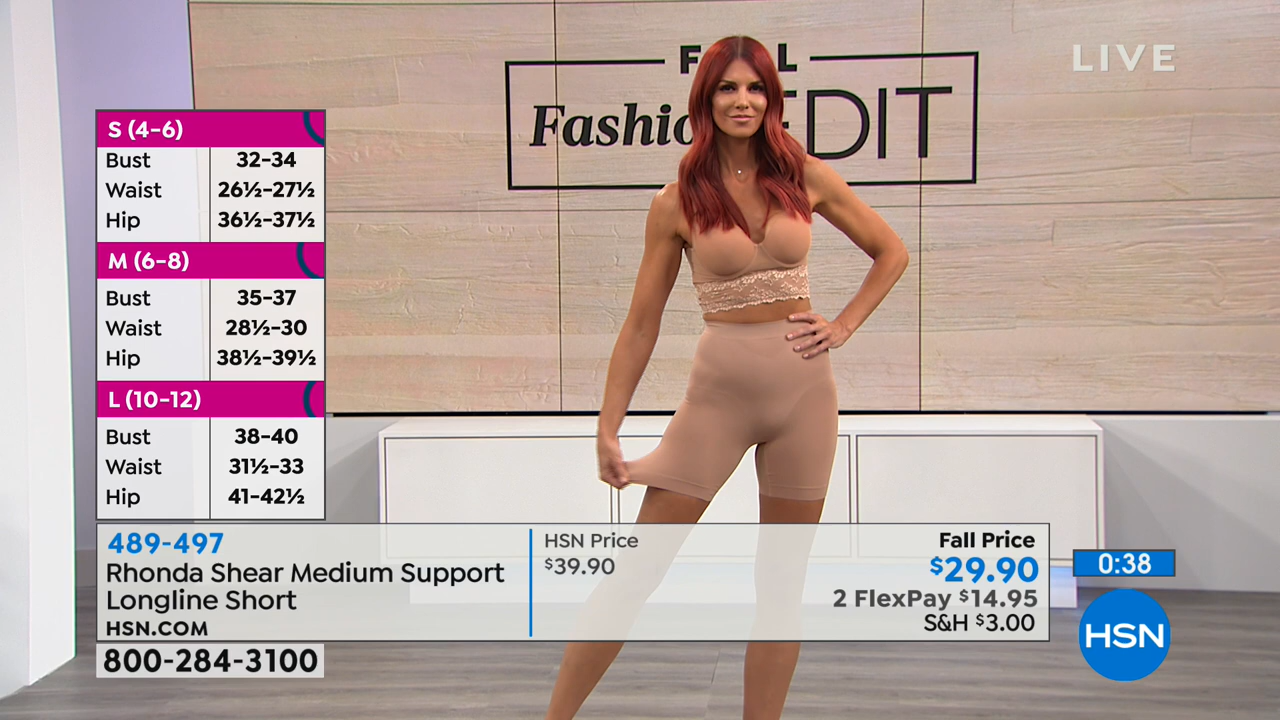 LIVE
F L
Fashio EDIT
S (4-6)
Bust 32-34
Waist 26½-27½
Hip 36½-37½
M (6-8)
Bust 35-37
Waist 28½-30
Hip 38½-39½
L (10-12)
Bust 38-40
Waist 31½-33
Hip 41-42½
489-497
Rhonda Shear Medium Support
Longline Short
HSN.COM
HSN Price
$39.90
Fall Price
$29.90
2 FlexPay $14.95
S&H $3.00
0:38
HSN
800-284-3100